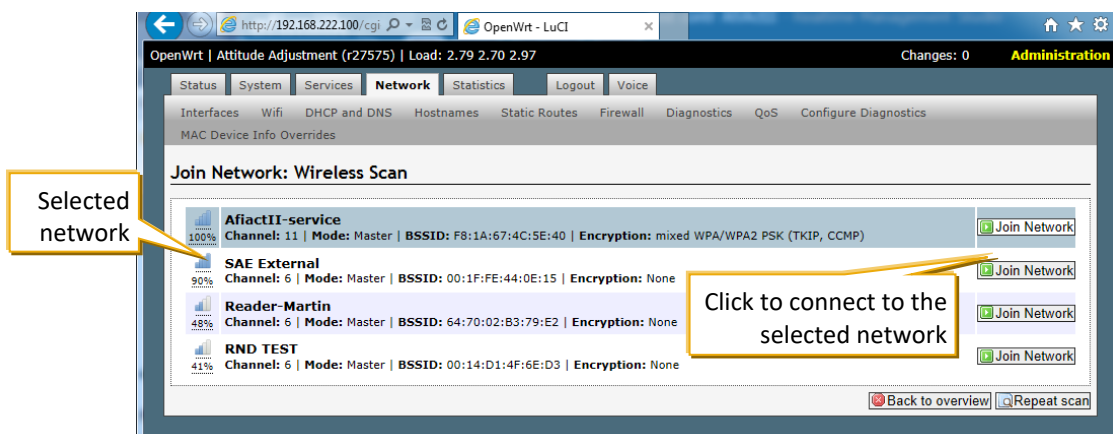 http://192.168.222.100/cgi
OpenWrt - LuCI
OpenWrt | Attitude Adjustment (r27575) | Load: 2.79 2.70 2.97
Changes: 0
Administration
Status System Services Network Statistics Logout Voice
Interfaces Wifi DHCP and DNS Hostnames Static Routes Firewall Diagnostics QoS Configure Diagnostics
MAC Device Info Overrides
Join Network: Wireless Scan
Selected
network
AfiactII-service
100% Channel: 11 | Mode: Master | BSSID: F8:1A:67:4C:5E:40 | Encryption: mixed WPA/WPA2 PSK (TKIP, CCMP)
Join Network
SAE External
90% Channel: 6 | Mode: Master | BSSID: 00:1F:FE:44:0E:15 | Encryption: None
Join Network
Click to connect to the
selected network
Reader-Martin
48% Channel: 6 | Mode: Master | BSSID: 64:70:02:B3:79:E2 | Encryption: None
Join Network
RND TEST
41% Channel: 6 | Mode: Master | BSSID: 00:14:D1:4F:6E:D3 | Encryption: None
Join Network
Back to overview Repeat scan